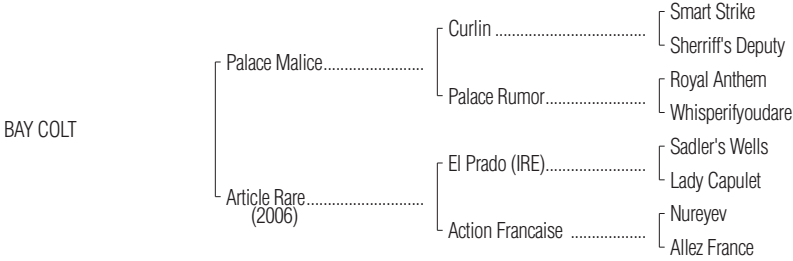 Smart Strike
Curlin ......................................
Sherriff's Deputy
Palace Malice.........................
Royal Anthem
Palace Rumor.........................
Whisperifyoudare
BAY COLT
Sadler's Wells
El Prado (IRE).........................
Lady Capulet
Article Rare.............................
(2006)
Nureyev
Action Francaise ...................
Allez France